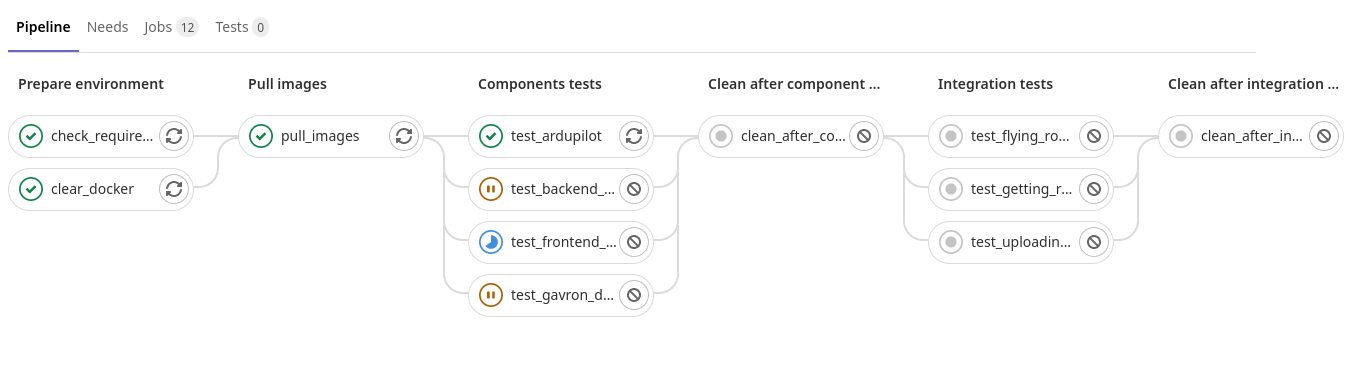 Pipeline Needs Jobs 12 Tests 0
Prepare environment
check_require...
clear_docker
Pull images
pull_images
Components tests
test_ardupilot
test_backend_...
test_frontend_...
test_gavron_d...
Clean after component ...
clean_after_co...
Integration tests
test_flying_ro...
test_getting_r...
test_uploadin...
Clean after integration ...
clean_after_in...